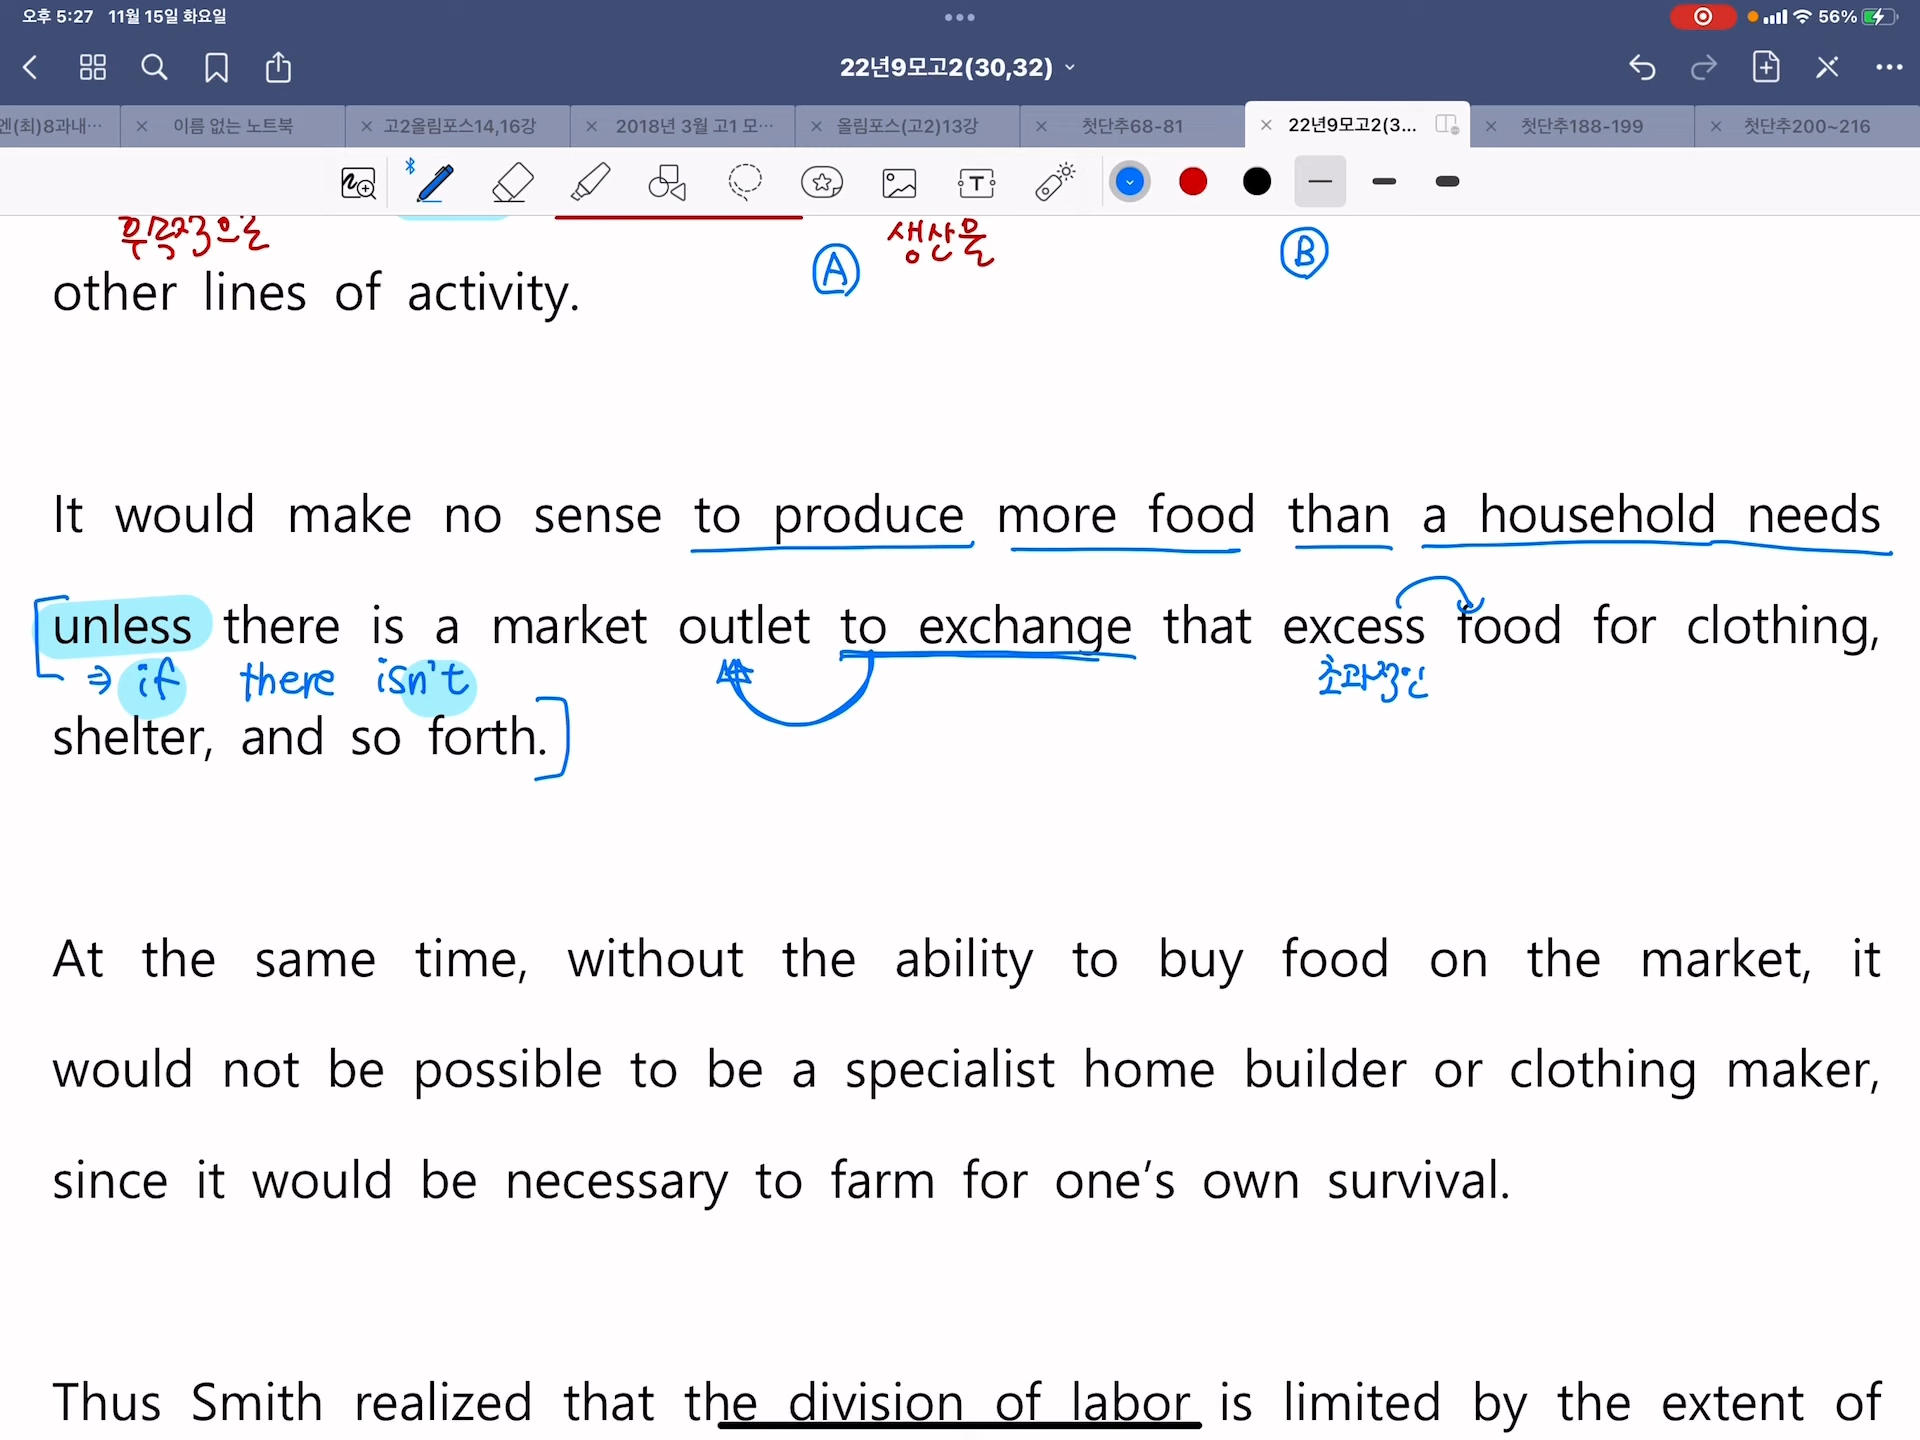 오후 5:27 11월 15일 화요일
56%
22년9모고2(30,32)
엔(최)8과내…
이름 없는 노트북
고2올림포스14,16강
2018년 3월 고1 모…
올림포스(고2)13강
첫단추68-81
22년9모고2(3…
첫단추188-199
첫단추200~216
생산물
A B
other lines of activity.
It would make no sense to produce more food than a household needs
unless there is a market outlet to exchange that excess food for clothing,
⇒ if there isn't 초과적인
shelter, and so forth.
At the same time, without the ability to buy food on the market, it
would not be possible to be a specialist home builder or clothing maker,
since it would be necessary to farm for one's own survival.
Thus Smith realized that the division of labor is limited by the extent of